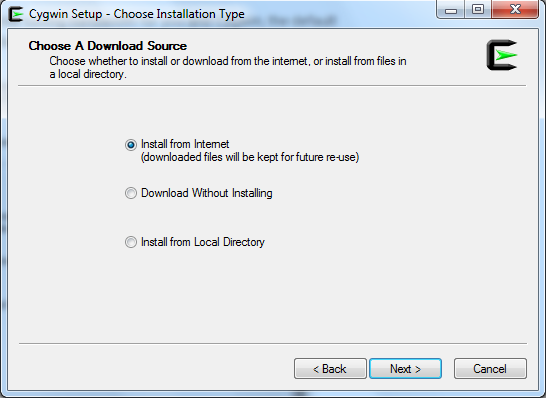 Cygwin Setup - Choose Installation Type
Choose A Download Source
Choose whether to install or download from the internet, or install from files in
a local directory.
Install from Internet
(downloaded files will be kept for future re-use)
Download Without Installing
Install from Local Directory
< Back
Next >
Cancel